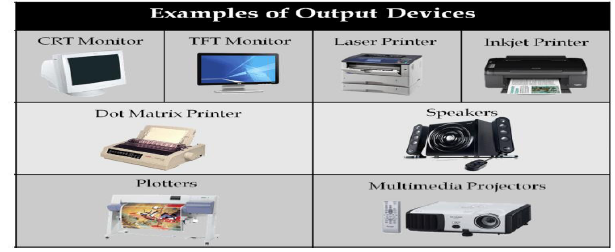 Examples of Output Devices
CRT Monitor
TFT Monitor
Laser Printer
Inkjet Printer
Dot Matrix Printer
Speakers
Plotters
Multimedia Projectors